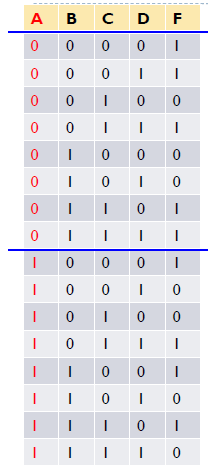 A B C D F
0 0 0 0 1
0 0 0 1 1
0 0 1 0 0
0 0 1 1 1
0 1 0 0 0
0 1 0 1 0
0 1 1 0 1
0 1 1 1 1
1 0 0 0 1
1 0 0 1 0
1 0 1 0 0
1 0 1 1 1
1 1 0 0 1
1 1 0 1 0
1 1 1 0 1
1 1 1 1 0